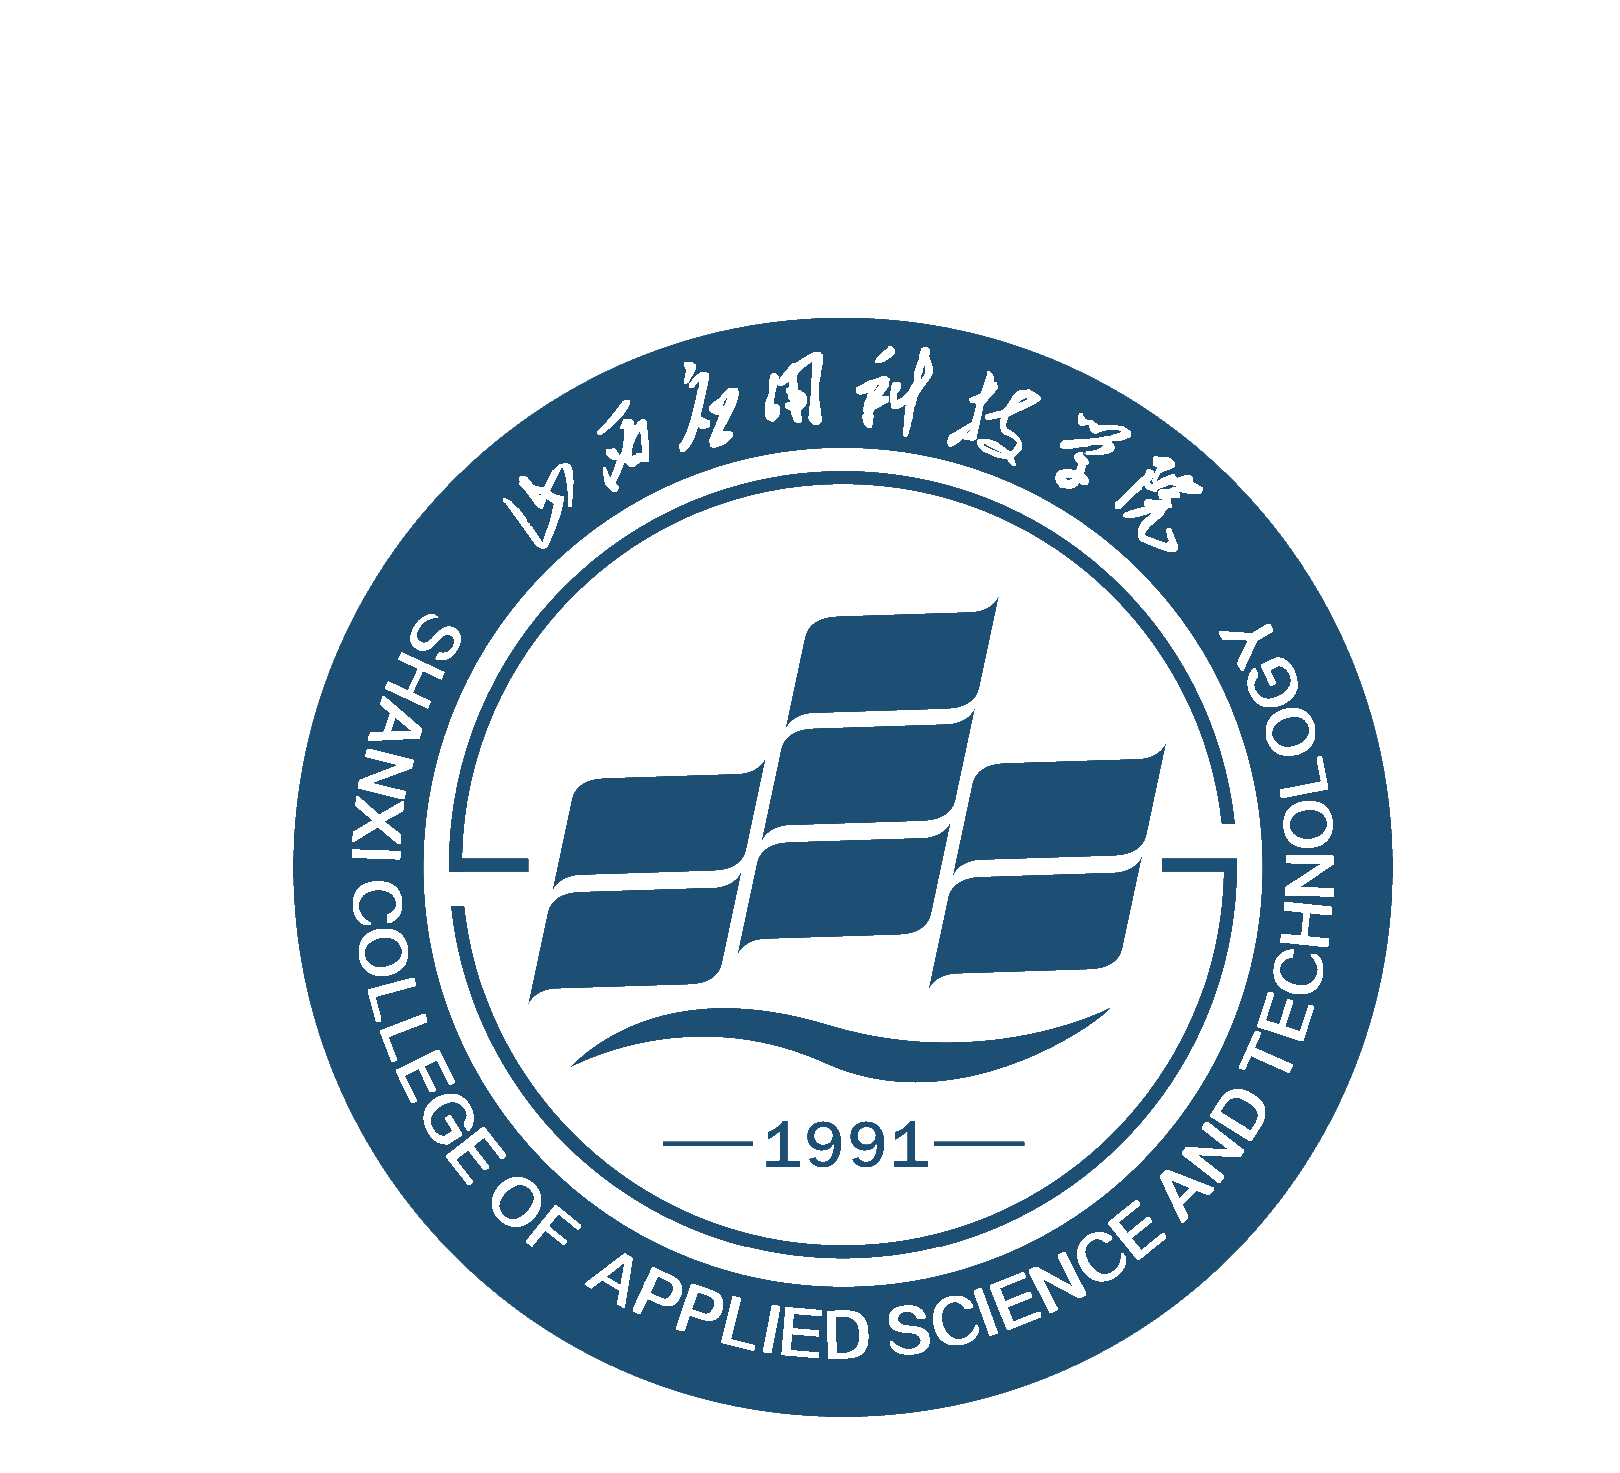 山西应用科技学院
SHANXI COLLEGE OF APPLIED SCIENCE AND TECHNOLOGY
1991